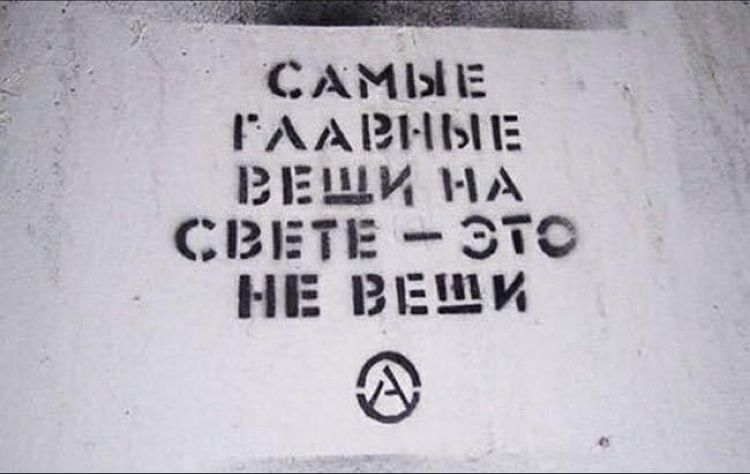 САМЫЕ
ГЛАВНЫЕ
ВЕЩИ НА
СВЕТЕ – ЭТО
НЕ ВЕЩИ
А